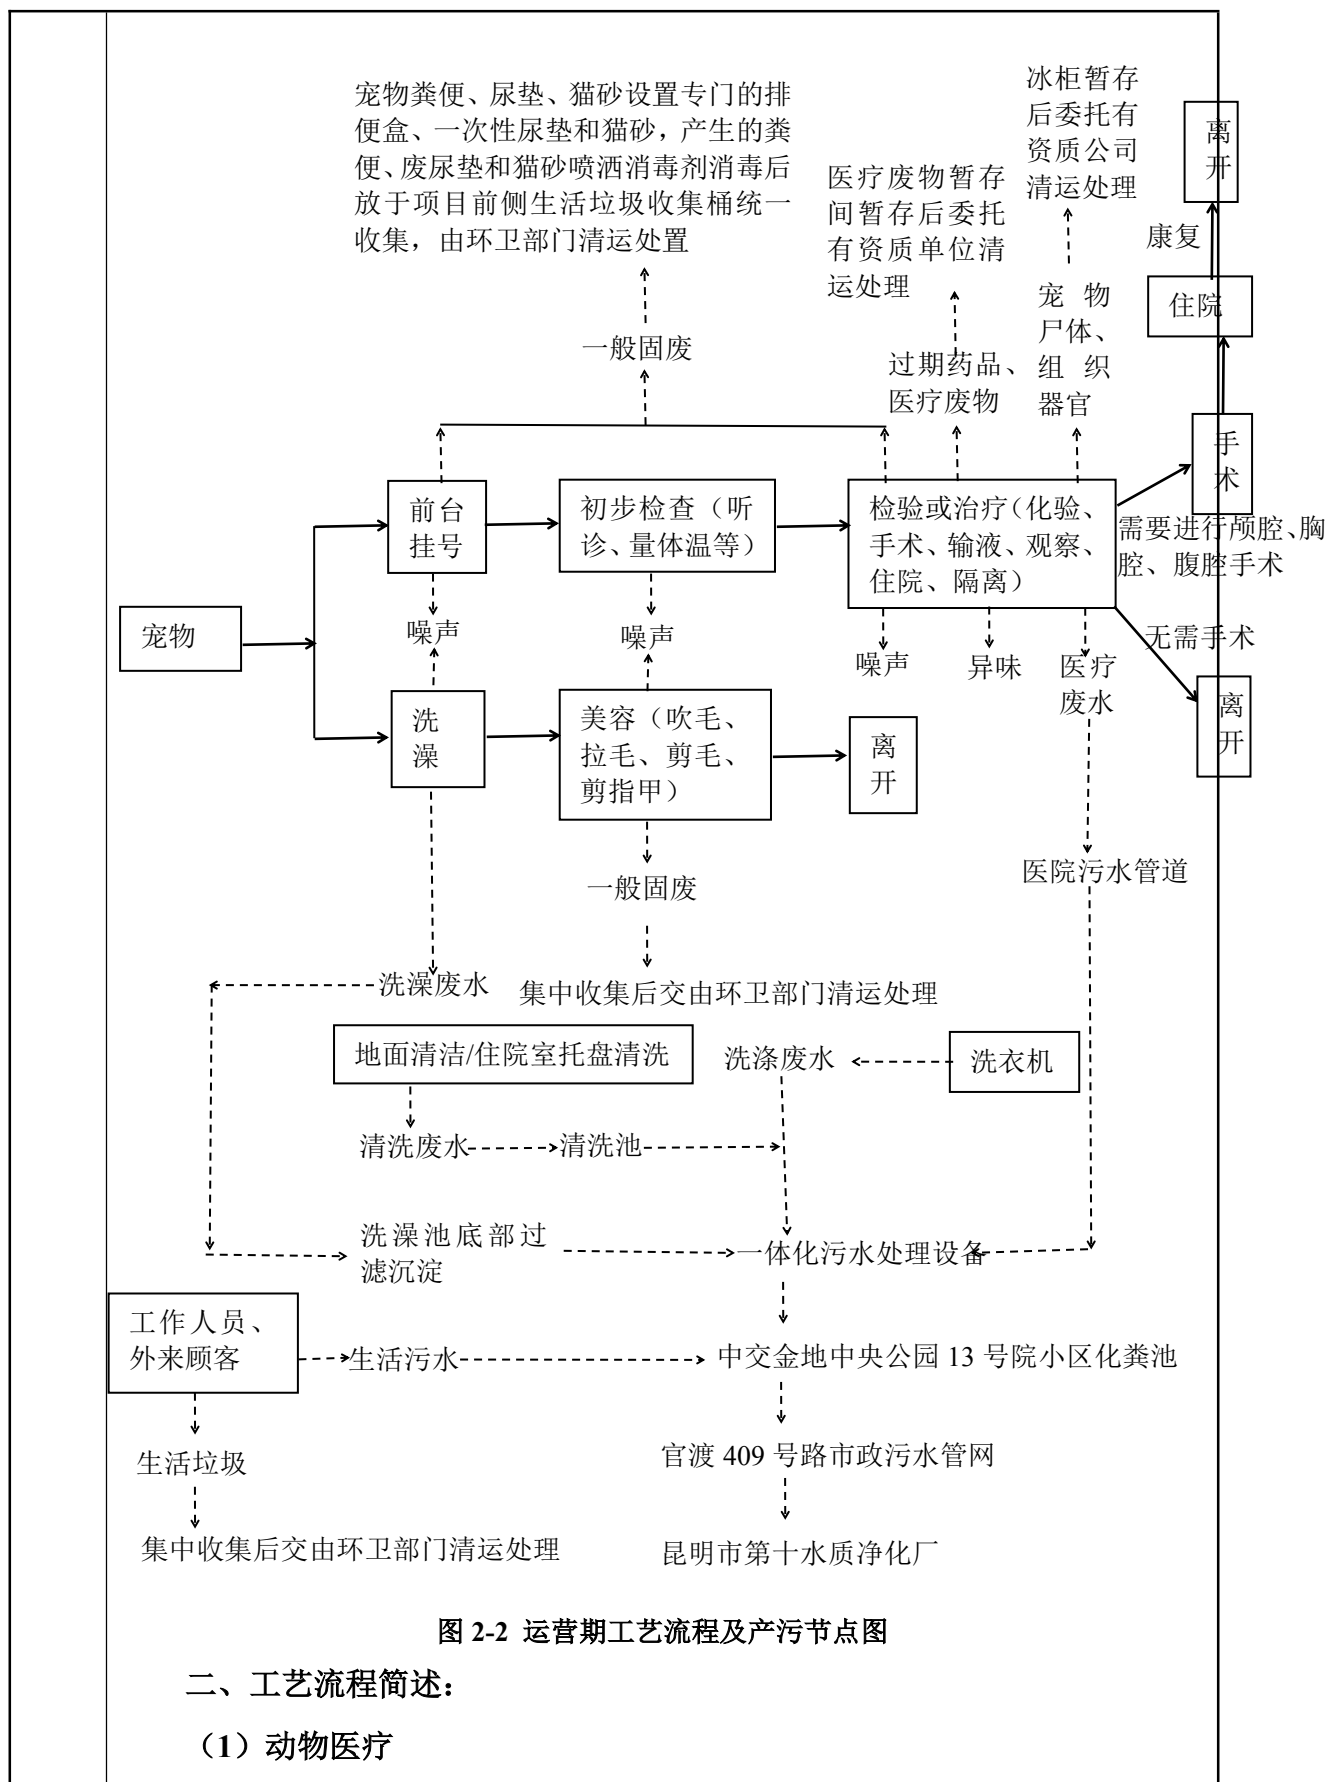 宠物粪便、尿垫、猫砂设置专门的排
便盒、一次性尿垫和猫砂,产生的粪
便、废尿垫和猫砂喷洒消毒剂消毒后
放于项目前侧生活垃圾收集桶统一
收集，由环卫部门清运处置
医疗废物暂存
间暂存后委托
有资质单位清
运处理
冰柜暂存
后委托有
资质公司
清运处理
离
开
康复
住院
宠 物
尸体、
组 织
器官
一般固废
过期药品、
医疗废物
手
术
前台
挂号
初步检查（听
诊、量体温等）
检验或治疗（化验、
手术、输液、观察、
住院、隔离）
需要进行颅腔、胸
腔、腹腔手术
宠物
噪声
噪声
噪声
异味
医疗
废水
无需手术
洗
澡
美容（吹毛、
拉毛、剪毛、
剪指甲）
离
开
离
开
一般固废
医院污水管道
洗澡废水
集中收集后交由环卫部门清运处理
地面清洁/住院室托盘清洗
洗涤废水
洗衣机
清洗废水
清洗池
洗澡池底部过
滤沉淀
一体化污水处理设备
工作人员、
外来顾客
生活污水
中交金地中央公园 13 号院小区化粪池
生活垃圾
官渡 409 号路市政污水管网
集中收集后交由环卫部门清运处理
昆明市第十水质净化厂
图 2-2 运营期工艺流程及产污节点图
二、工艺流程简述：
（1）动物医疗